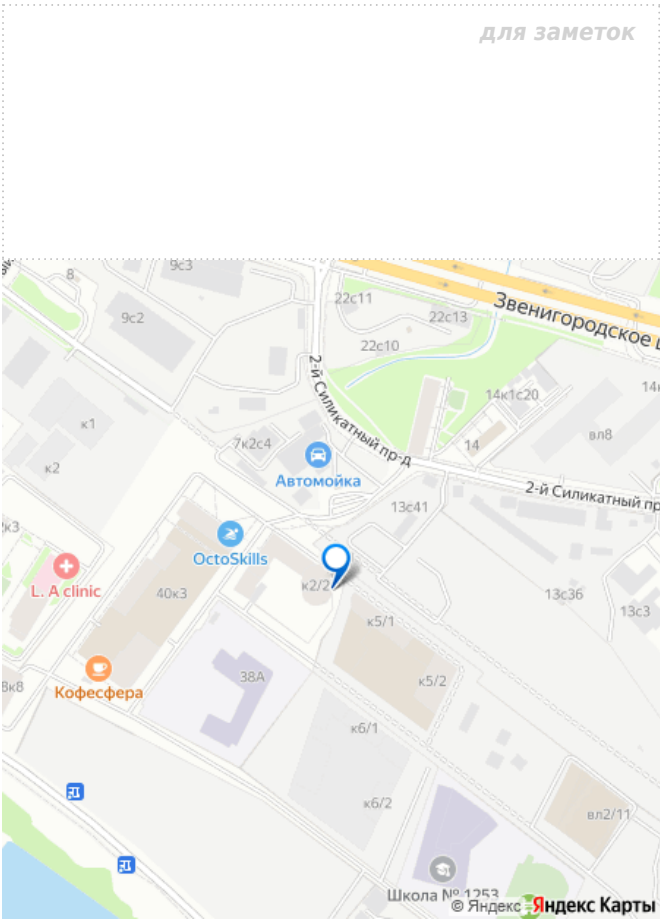 для заметок
9с3
8
22с11
Звенигородское
9с2
22с13
22с10
2-й Силикатный пр-д
14к1с20
к1
вл8
7к2с4
14
к2
Автомойка
2-й Силикатный пр
13с41
OctoSkills
L. A clinic
40к3
к2/2
13с36
13с3
к5/1
к5/2
38А
Кофесфера
к6/1
к6/2
вл2/11
Школа № 1253
© Яндекс Яндекс Карты